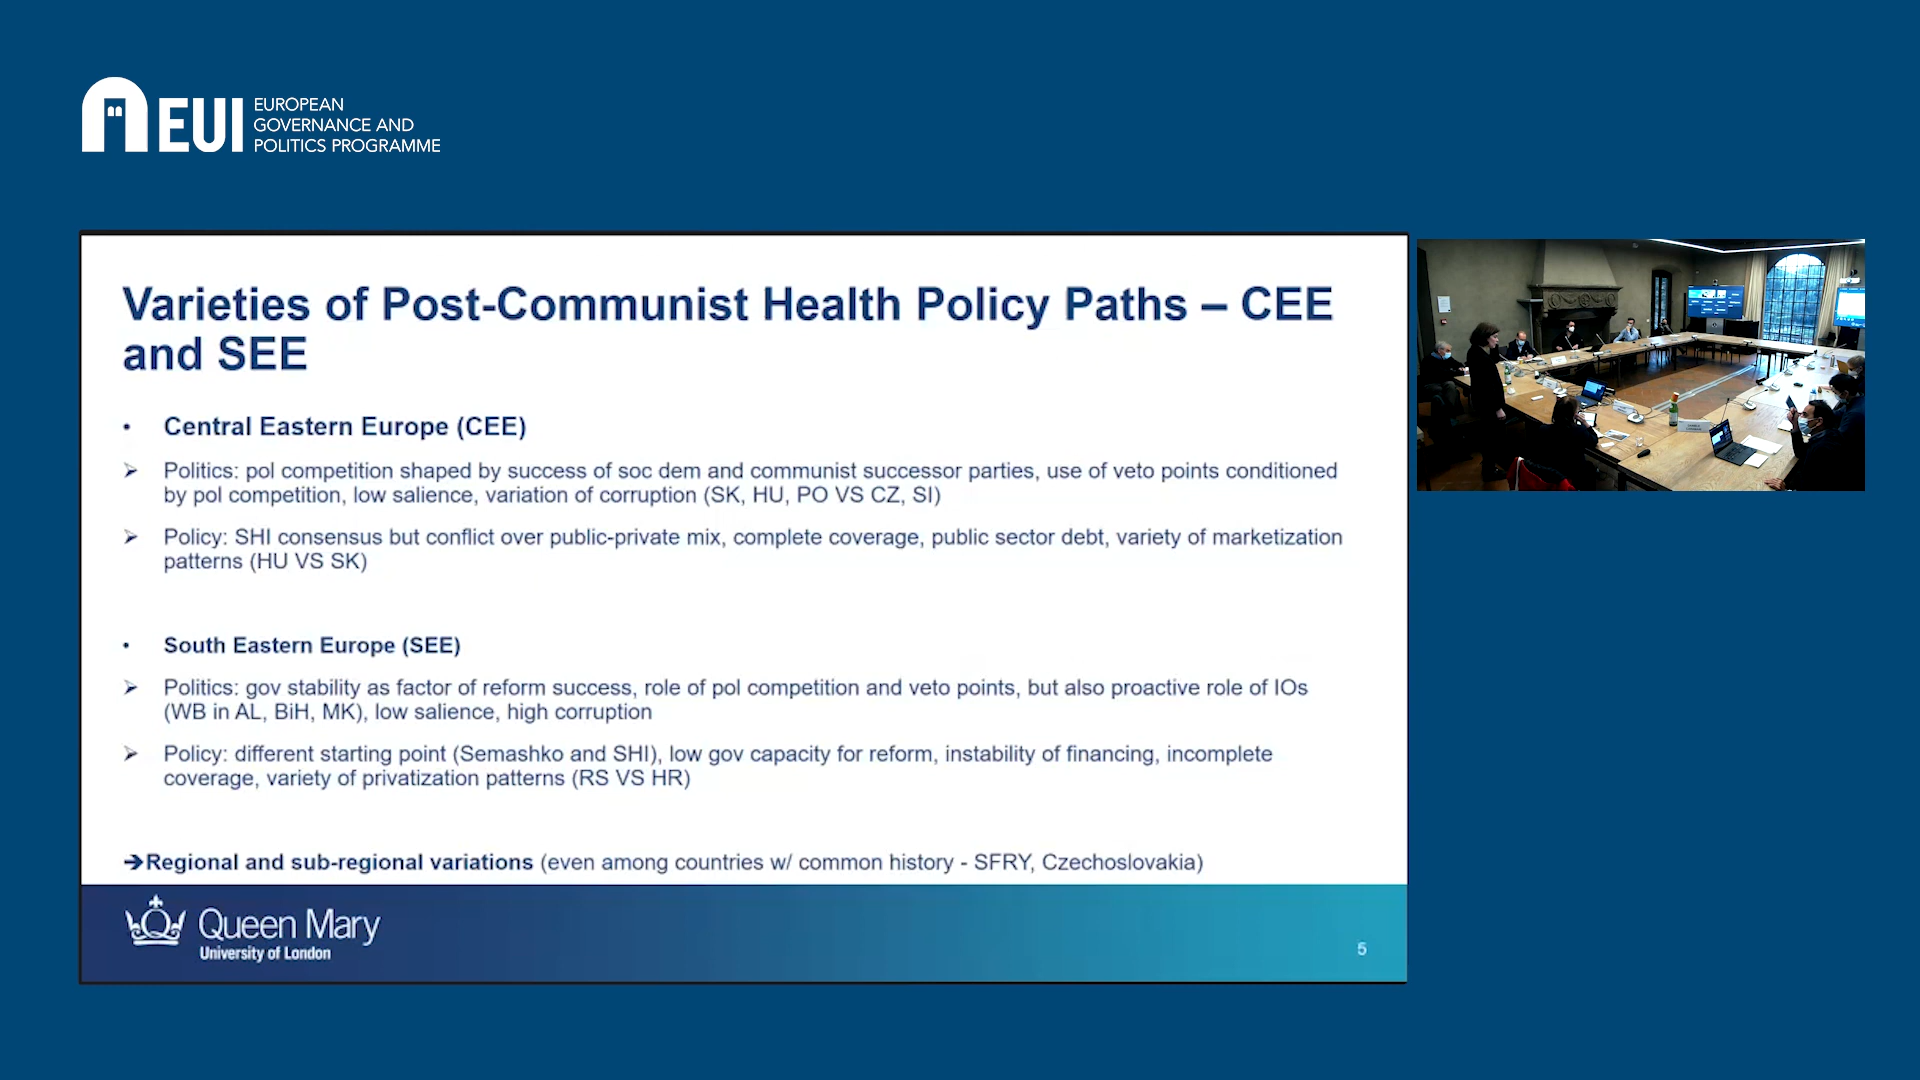 EUI
EUROPEAN
GOVERNANCE AND
POLITICS PROGRAMME
Varieties of Post-Communist Health Policy Paths – CEE
and SEE
• Central Eastern Europe (CEE)
➢ Politics: pol competition shaped by success of soc dem and communist successor parties, use of veto points conditioned
by pol competition, low salience, variation of corruption (SK, HU, PO VS CZ, SI)
➢ Policy: SHI consensus but conflict over public-private mix, complete coverage, public sector debt, variety of marketization
patterns (HU VS SK)
• South Eastern Europe (SEE)
➢ Politics: gov stability as factor of reform success, role of pol competition and veto points, but also proactive role of IOs
(WB in AL, BiH, MK), low salience, high corruption
➢ Policy: different starting point (Semashko and SHI), low gov capacity for reform, instability of financing, incomplete
coverage, variety of privatization patterns (RS VS HR)
➔Regional and sub-regional variations (even among countries w/ common history - SFRY, Czechoslovakia)
Queen Mary
University of London
5